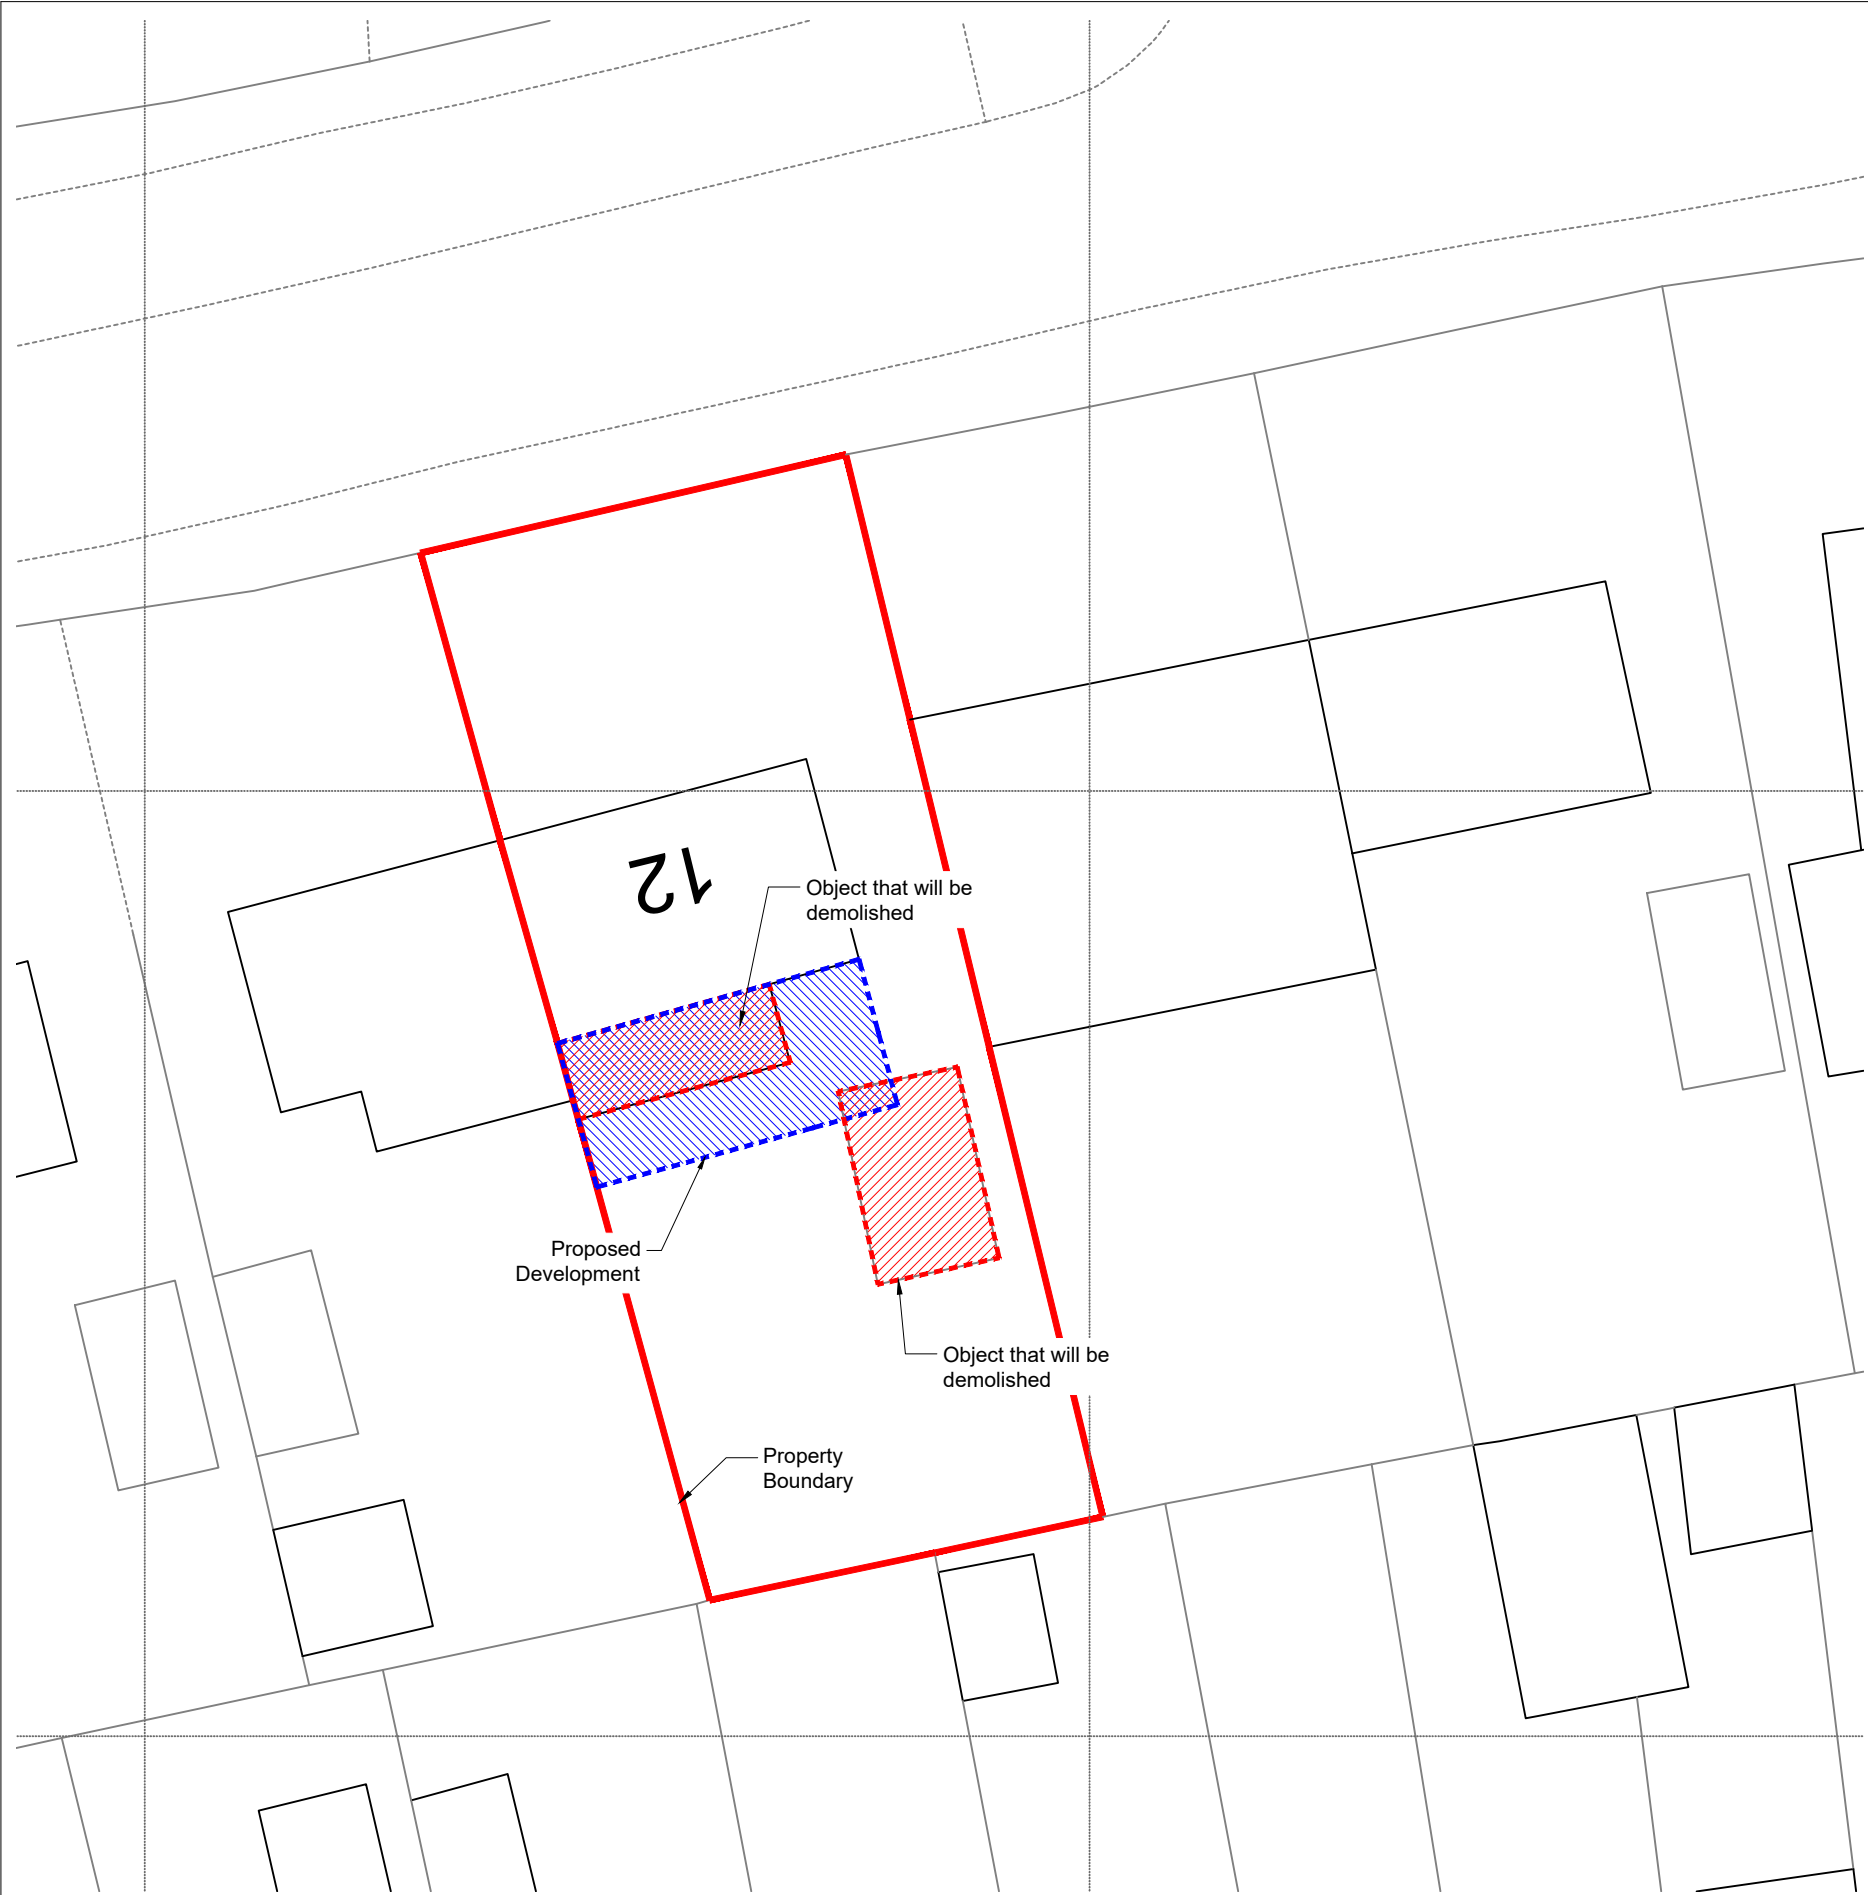 12
Object that will be
demolished
Proposed
Development
Object that will be
demolished
Property
Boundary